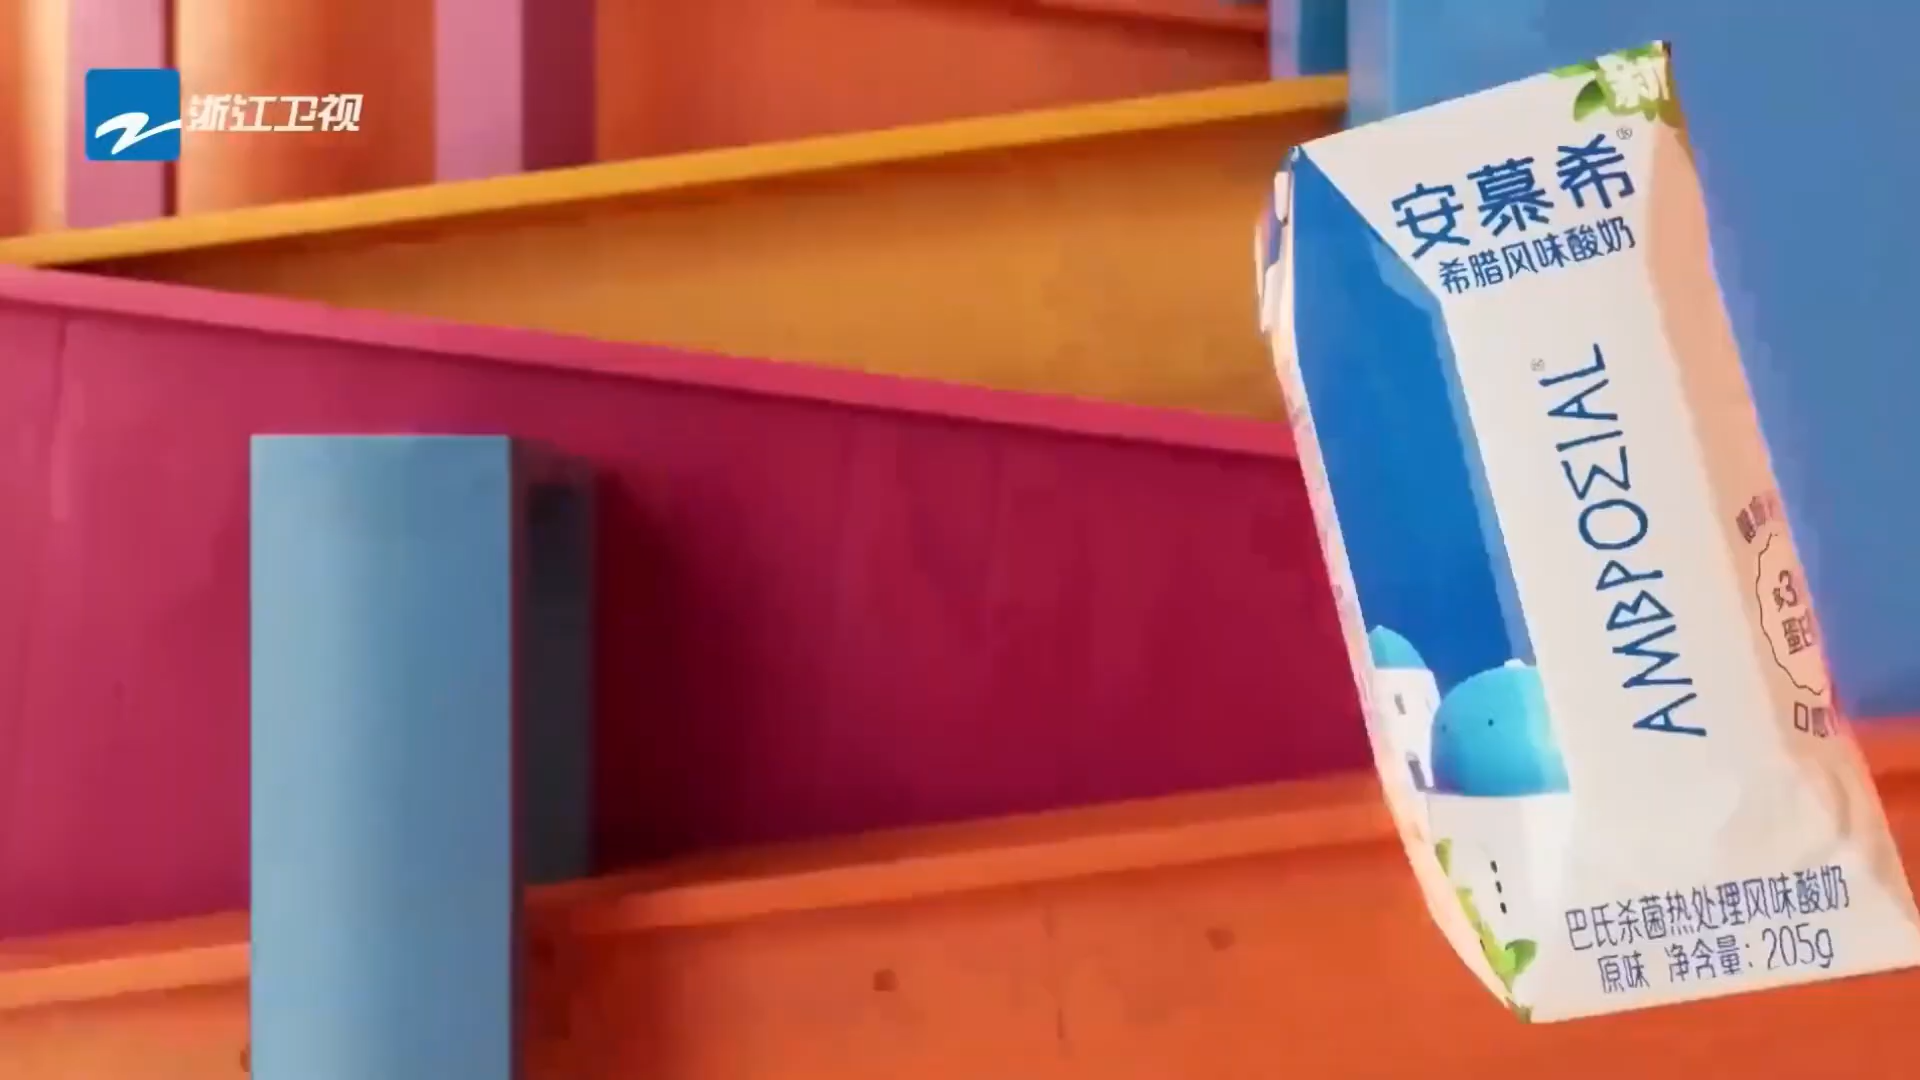 浙江卫视
新
安慕希®
希腊风味酸奶
AMBPOΣIAL®
巴氏杀菌热处理风味酸奶
原味 净含量：205g